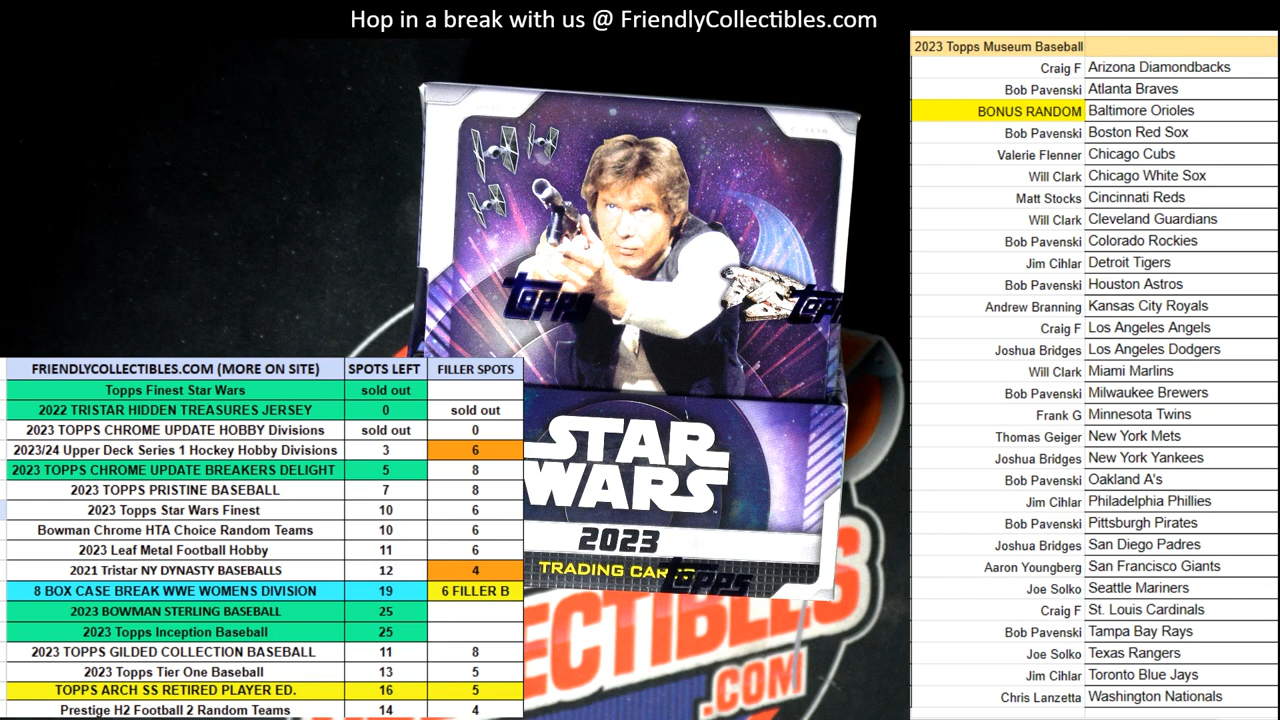 Hop in a break with us @ FriendlyCollectibles.com
2023 Topps Museum Baseball
Craig F Arizona Diamondbacks
Bob Pavenski Atlanta Braves
BONUS RANDOM Baltimore Orioles
Bob Pavenski Boston Red Sox
Valerie Flenner Chicago Cubs
Will Clark Chicago White Sox
Matt Stocks Cincinnati Reds
Will Clark Cleveland Guardians
Bob Pavenski Colorado Rockies
Jim Cihlar Detroit Tigers
Bob Pavenski Houston Astros
Andrew Branning Kansas City Royals
Craig F Los Angeles Angels
Joshua Bridges Los Angeles Dodgers
Will Clark Miami Marlins
Bob Pavenski Milwaukee Brewers
Frank G Minnesota Twins
Thomas Geiger New York Mets
Joshua Bridges New York Yankees
Bob Pavenski Oakland A's
Jim Cihlar Philadelphia Phillies
Bob Pavenski Pittsburgh Pirates
Joshua Bridges San Diego Padres
Aaron Youngberg San Francisco Giants
Joe Solko Seattle Mariners
Craig F St. Louis Cardinals
Bob Pavenski Tampa Bay Rays
Joe Solko Texas Rangers
Jim Cihlar Toronto Blue Jays
Chris Lanzetta Washington Nationals
topps
STAR
WARS
2023
TRADING
topps
.COM
FRIENDLYCOLLECTIBLES.COM (MORE ON SITE) SPOTS LEFT FILLER SPOTS
Topps Finest Star Wars sold out
2022 TRISTAR HIDDEN TREASURES JERSEY 0 sold out
2023 TOPPS CHROME UPDATE HOBBY Divisions sold out 0
2023/24 Upper Deck Series 1 Hockey Hobby Divisions 3 6
2023 TOPPS CHROME UPDATE BREAKERS DELIGHT 5 8
2023 TOPPS PRISTINE BASEBALL 7 8
2023 Topps Star Wars Finest 10 6
Bowman Chrome HTA Choice Random Teams 10 6
2023 Leaf Metal Football Hobby 11 6
2021 Tristar NY DYNASTY BASEBALLS 12 4
8 BOX CASE BREAK WWE WOMENS DIVISION 19 6 FILLER B
2023 BOWMAN STERLING BASEBALL 25
2023 Topps Inception Baseball 25
2023 TOPPS GILDED COLLECTION BASEBALL 11 8
2023 Topps Tier One Baseball 13 5
TOPPS ARCH SS RETIRED PLAYER ED. 16 5
Prestige H2 Football 2 Random Teams 14 4